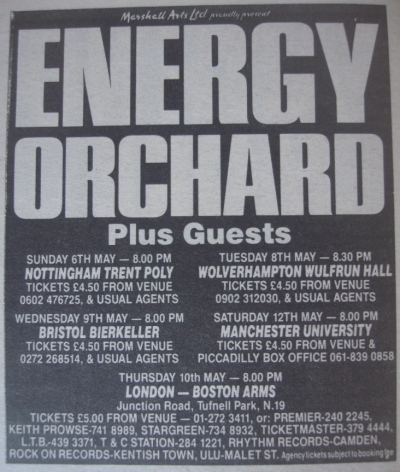 Marshall Arts Ltd proudly present
ENERGY
ORCHARD
Plus Guests
SUNDAY 6TH MAY — 8.00 PM
NOTTINGHAM TRENT POLY
TICKETS £4.50 FROM VENUE
0602 476725, & USUAL AGENTS
TUESDAY 8TH MAY — 8.30 PM
WOLVERHAMPTON WULFRUN HALL
TICKETS £4.50 FROM VENUE
0902 312030, & USUAL AGENTS
WEDNESDAY 9TH MAY — 8.00 PM
BRISTOL BIERKELLER
TICKETS £4.50 FROM VENUE
0272 268514, & USUAL AGENTS
SATURDAY 12TH MAY — 8.00 PM
MANCHESTER UNIVERSITY
TICKETS £4.50 FROM VENUE &
PICCADILLY BOX OFFICE 061-839 0858
THURSDAY 10TH MAY — 8.00 PM
LONDON — BOSTON ARMS
Junction Road, Tufnell Park, N.19
TICKETS £5.00 FROM VENUE — 01-272 3411, or: PREMIER-240 2245,
KEITH PROWSE-741 8989, STARGREEN-734 8932, TICKETMASTER-379 4444,
L.T.B.-439 3371, T & C STATION-284 1221, RHYTHM RECORDS-CAMDEN,
ROCK ON RECORDS-KENTISH TOWN, ULU-MALET ST. Agency tickets subject to booking fee